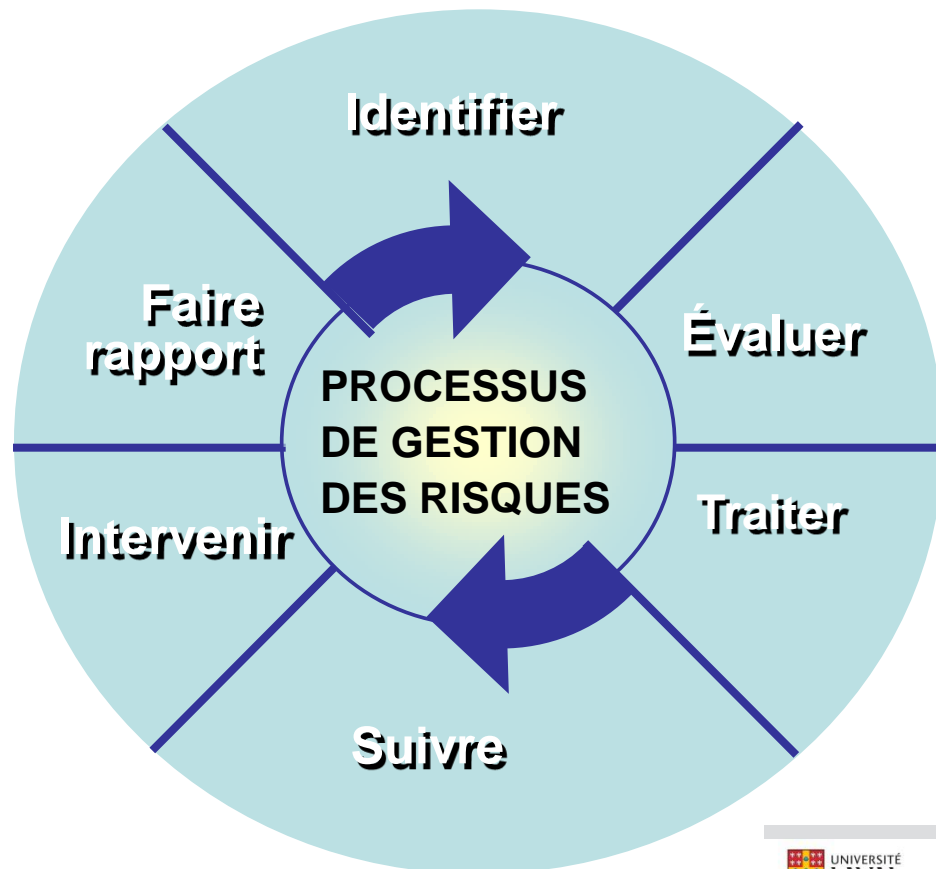 Identifier
Évaluer
Traiter
Suivre
Intervenir
Faire
rapport
PROCESSUS
DE GESTION
DES RISQUES
UNIVERSITÉ